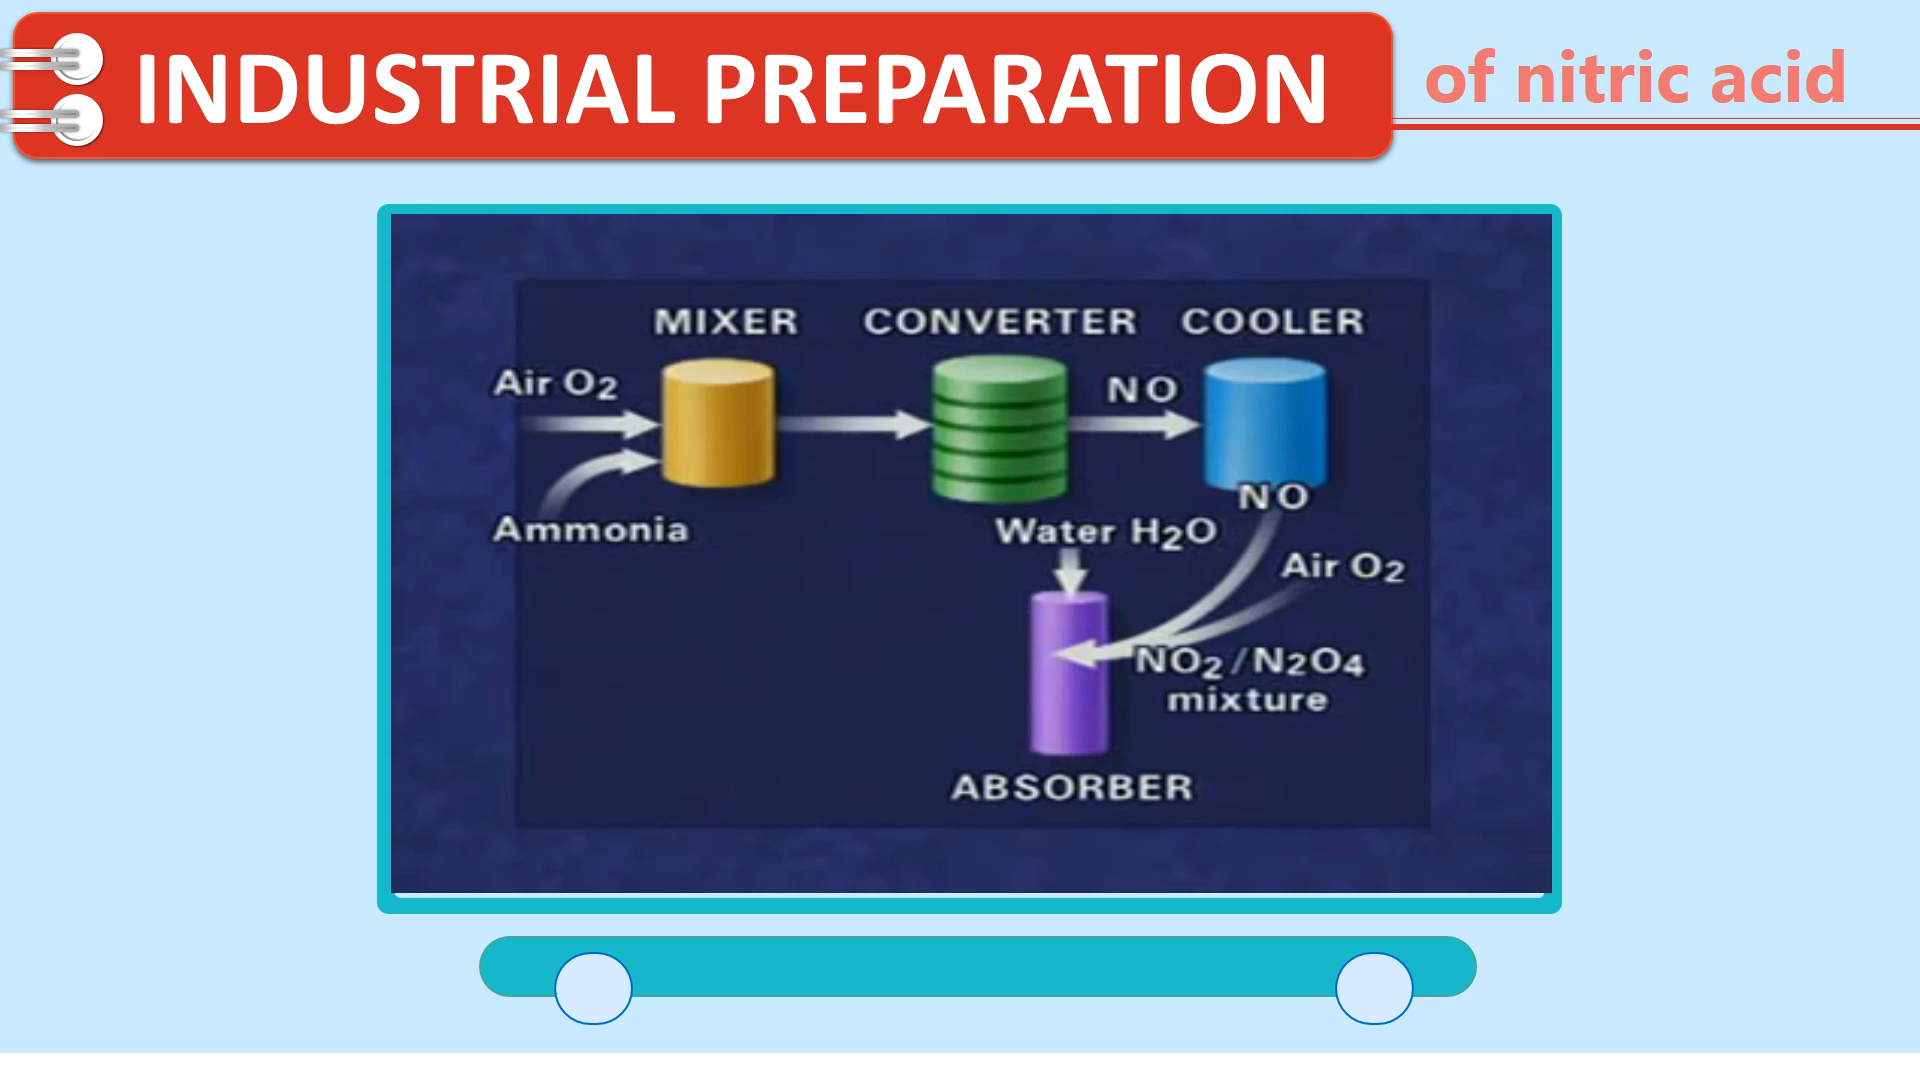 INDUSTRIAL PREPARATION
of nitric acid
MIXER
CONVERTER
COOLER
Air O2
NO
Ammonia
NO
Water H2O
Air O2
NO2/N2O4
mixture
ABSORBER